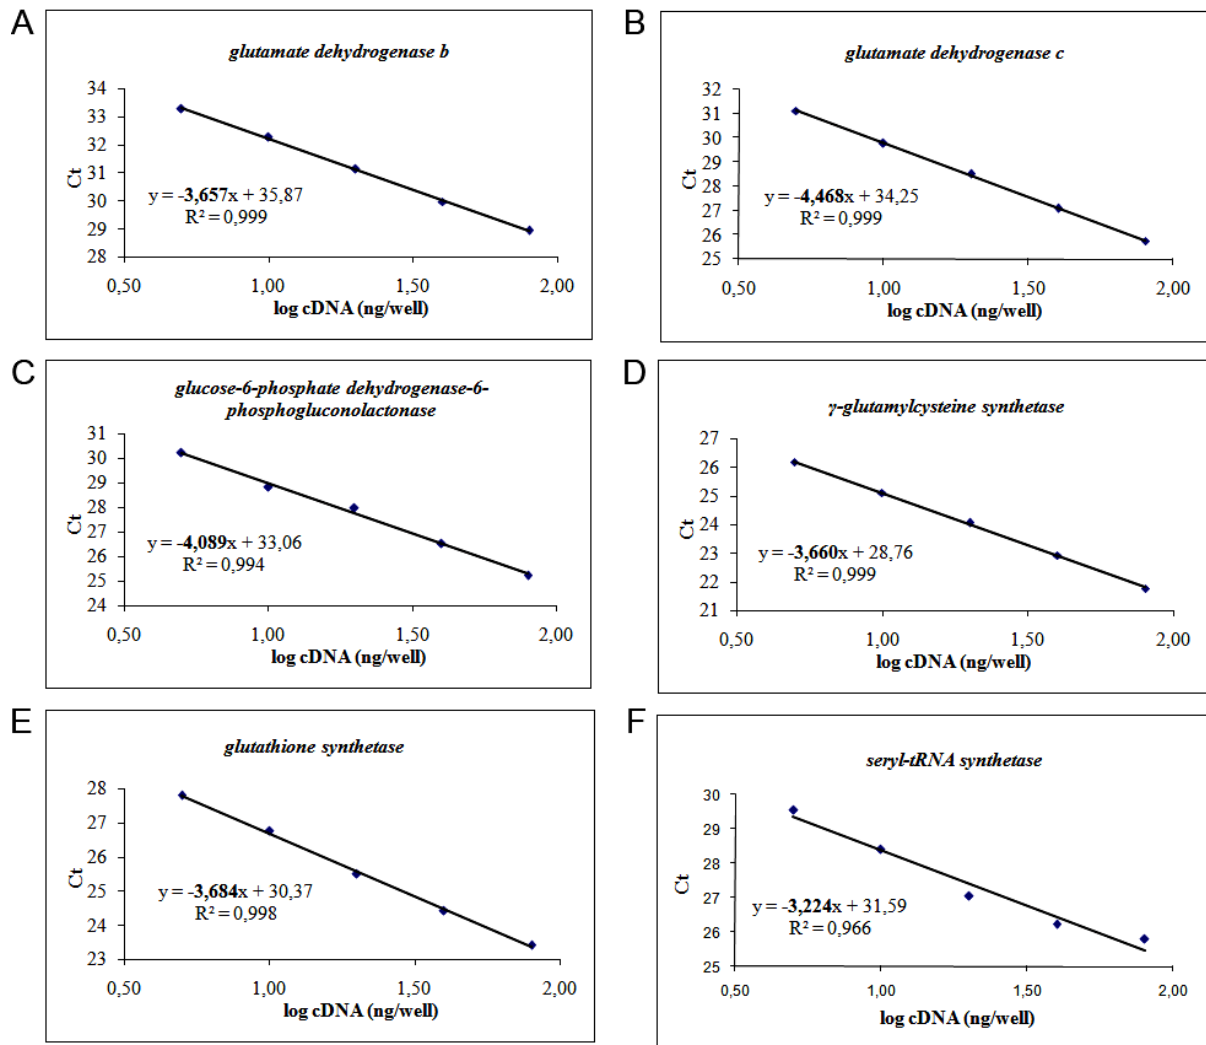 A
glutamate dehydrogenase b
34
33
32
31
30
29
28
Ct
y = -3,657x + 35,87
R² = 0,999
0,50 1,00 1,50 2,00
log cDNA (ng/well)
B
glutamate dehydrogenase c
32
31
30
29
28
27
26
25
Ct
y = -4,468x + 34,25
R² = 0,999
0,50 1,00 1,50 2,00
log cDNA (ng/well)
C
glucose-6-phosphate dehydrogenase-6-
phosphogluconolactonase
31
30
29
28
27
26
25
24
Ct
y = -4,089x + 33,06
R² = 0,994
0,50 1,00 1,50 2,00
log cDNA (ng/well)
D
γ-glutamylcysteine synthetase
27
26
25
24
23
22
21
Ct
y = -3,660x + 28,76
R² = 0,999
0,50 1,00 1,50 2,00
log cDNA (ng/well)
E
glutathione synthetase
28
27
26
25
24
23
Ct
y = -3,684x + 30,37
R² = 0,998
0,50 1,00 1,50 2,00
log cDNA (ng/well)
F
seryl-tRNA synthetase
30
29
28
27
26
25
Ct
y = -3,224x + 31,59
R² = 0,966
0,50 1,00 1,50 2,00
log cDNA (ng/well)